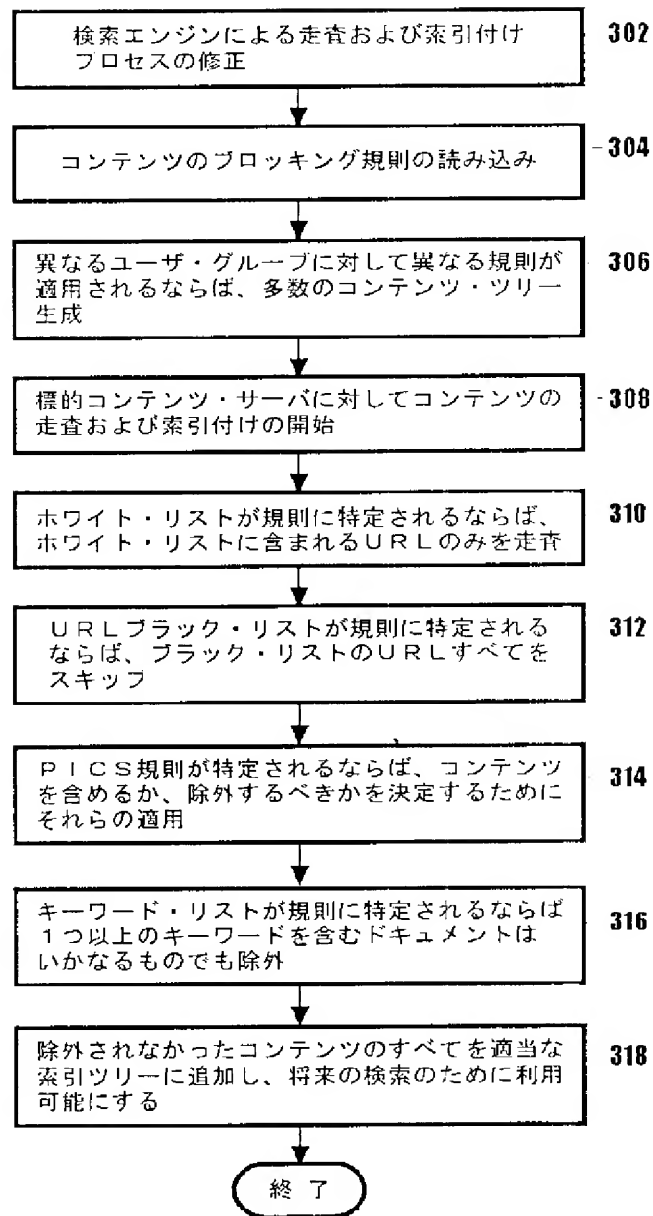 検索エンジンによる走査および索引付け
プロセスの修正
302
コンテンツのブロッキング規則の読み込み
304
異なるユーザ・グループに対して異なる規則が
適用されるならば、多数のコンテンツ・ツリー
生成
306
標的コンテンツ・サーバに対してコンテンツの
走査および索引付けの開始
308
ホワイト・リストが規則に特定されるならば、
ホワイト・リストに含まれるURLのみを走査
310
URLブラック・リストが規則に特定される
ならば、ブラック・リストのURLすべてを
スキップ
312
PICS規則が特定されるならば、コンテンツ
を含めるか、除外するべきかを決定するために
それらの適用
314
キーワード・リストが規則に特定されるならば
1つ以上のキーワードを含むドキュメントは
いかなるものでも除外
316
除外されなかったコンテンツのすべてを適当な
索引ツリーに追加し、将来の検索のために利用
可能にする
318
終了